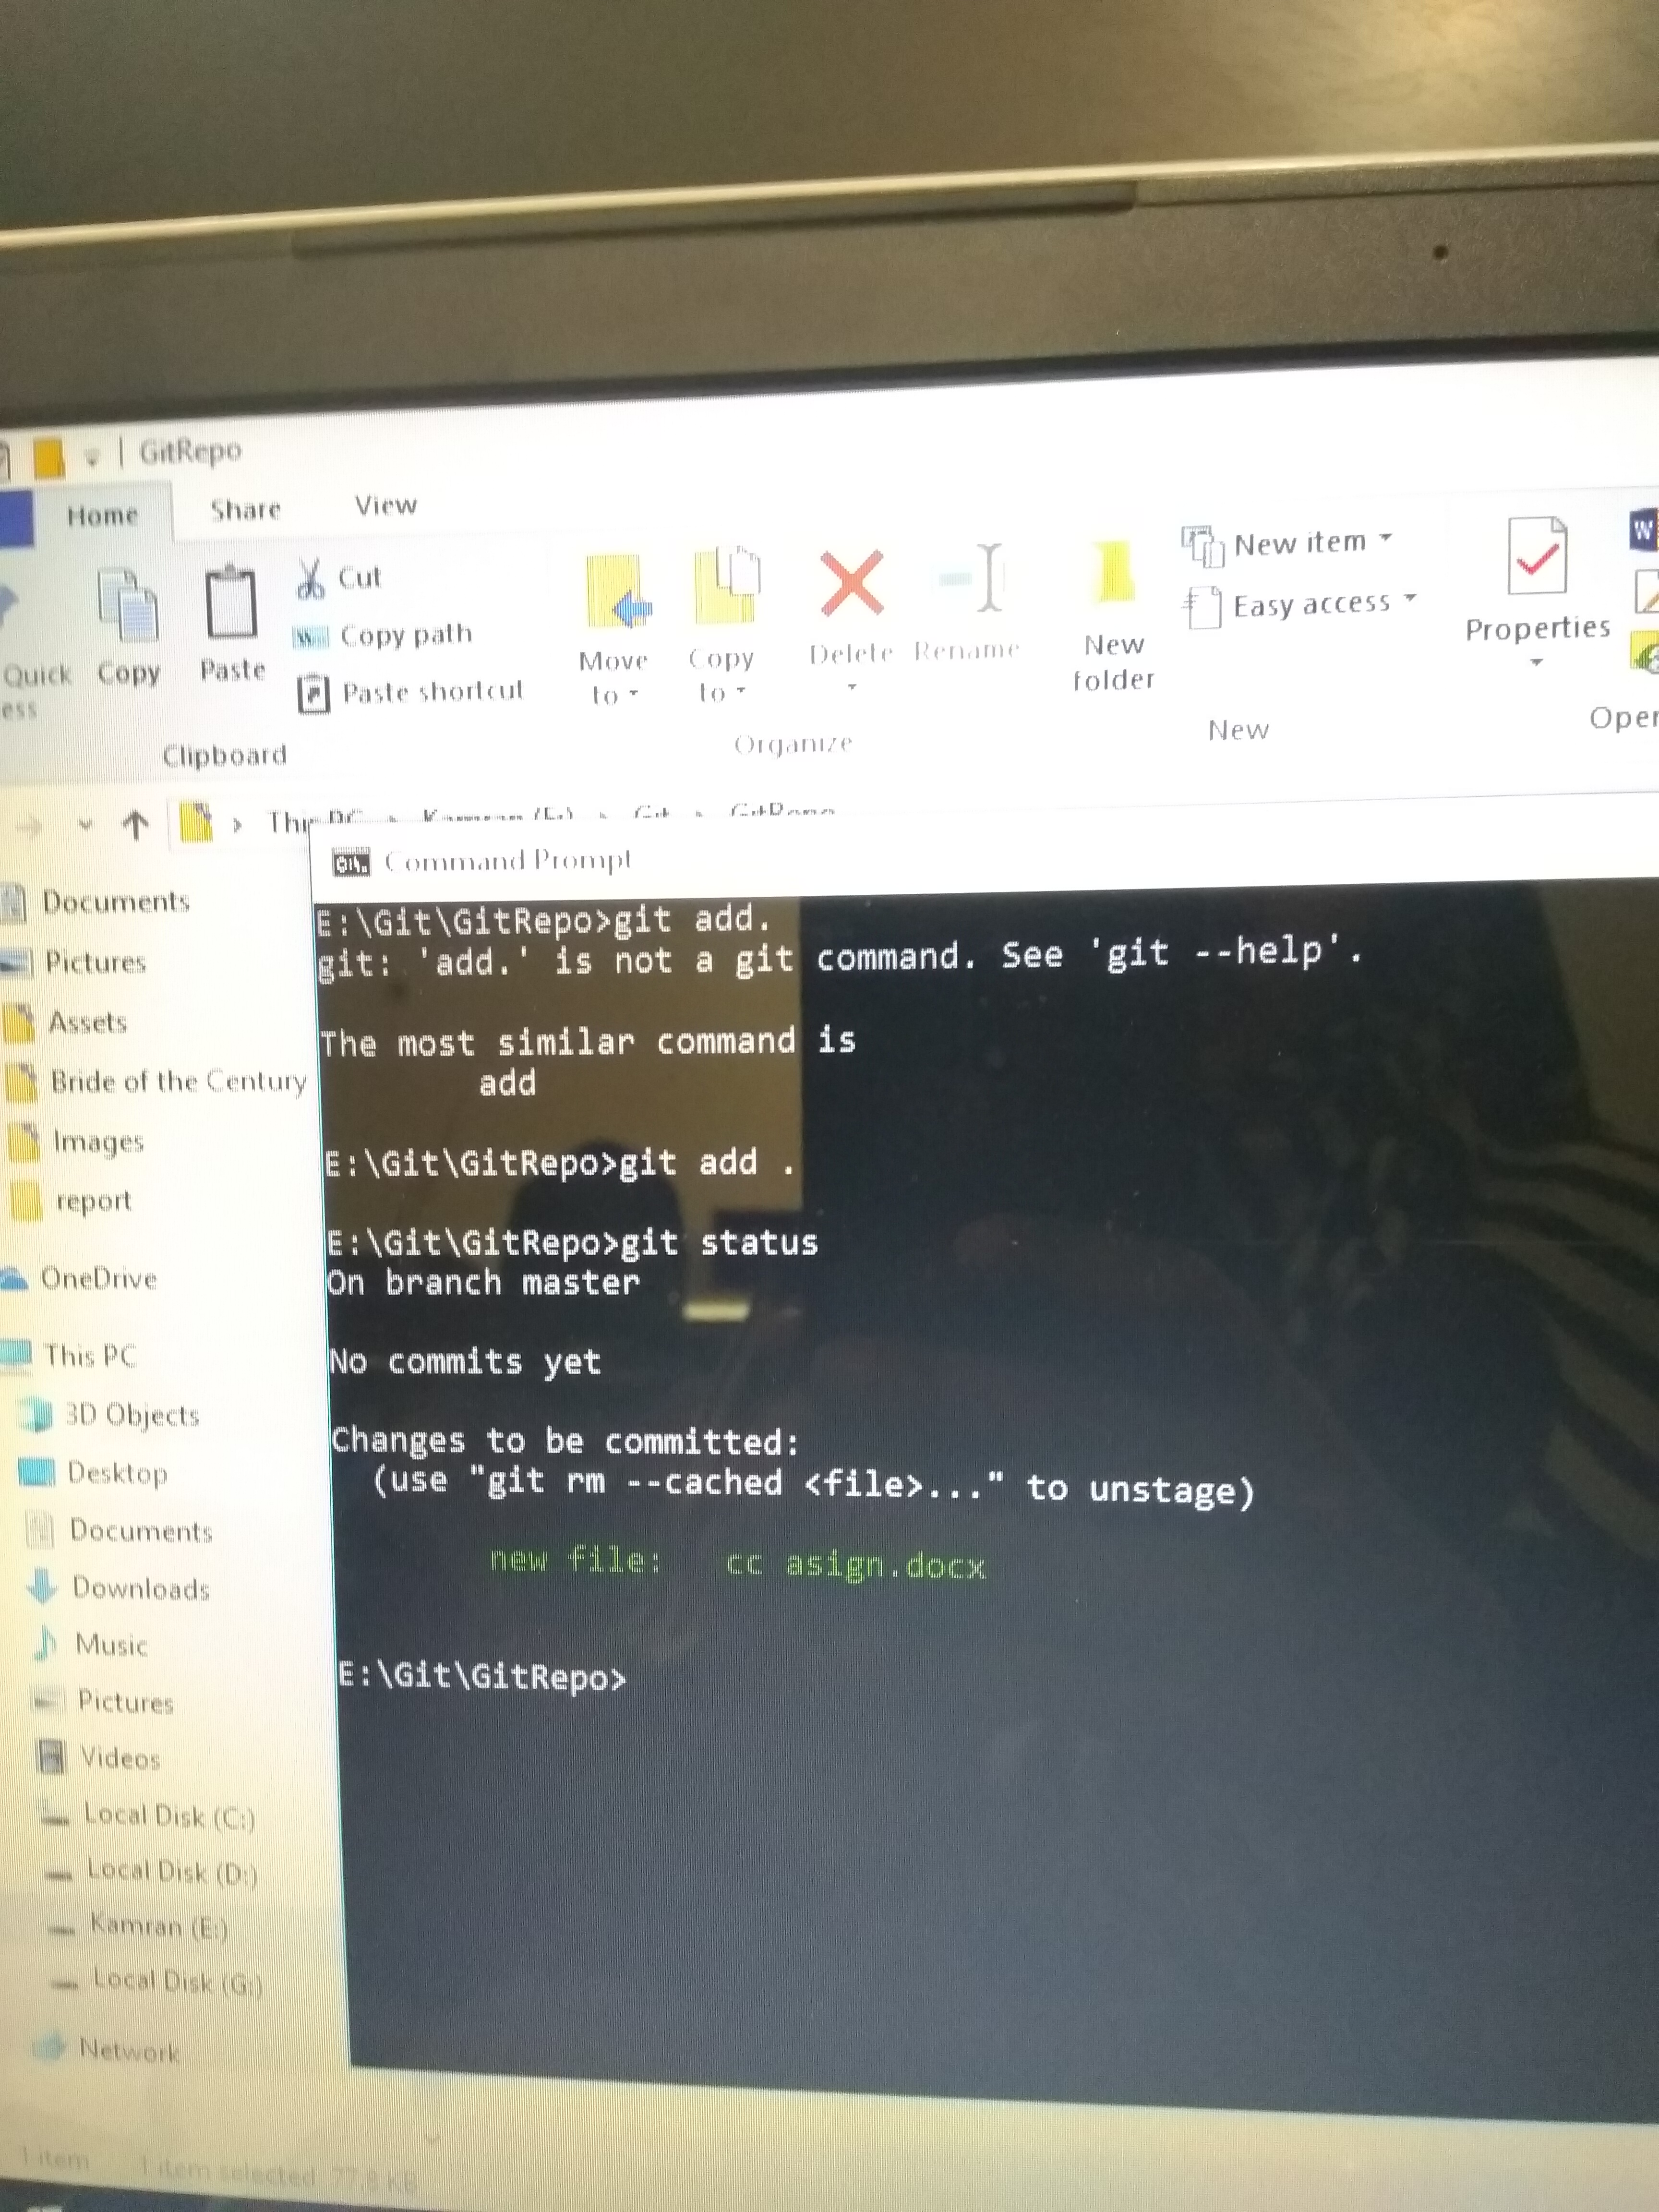 GitRepo
Home Share View
Quick
ess
Copy
Paste
Cut
Copy path
Paste shortcut
Clipboard
Move
to
Copy
to
Delete
Rename
Organize
New
folder
New item
Easy access
New
Properties
W
Open
Command Prompt
E:\Git\GitRepo>git add.
git: 'add.' is not a git command. See 'git --help'.
The most similar command is
add
E:\Git\GitRepo>git add .
E:\Git\GitRepo>git status
On branch master
No commits yet
Changes to be committed:
(use "git rm --cached <file>..." to unstage)
new file: cc asign.docx
E:\Git\GitRepo>
Documents
Pictures
Assets
Bride of the Century
Images
report
OneDrive
This PC
3D Objects
Desktop
Documents
Downloads
Music
Pictures
Videos
Local Disk (C:)
Local Disk (D:)
Kamran (E:)
Local Disk (G:)
Network
1 item 1 item selected 77.8 KB